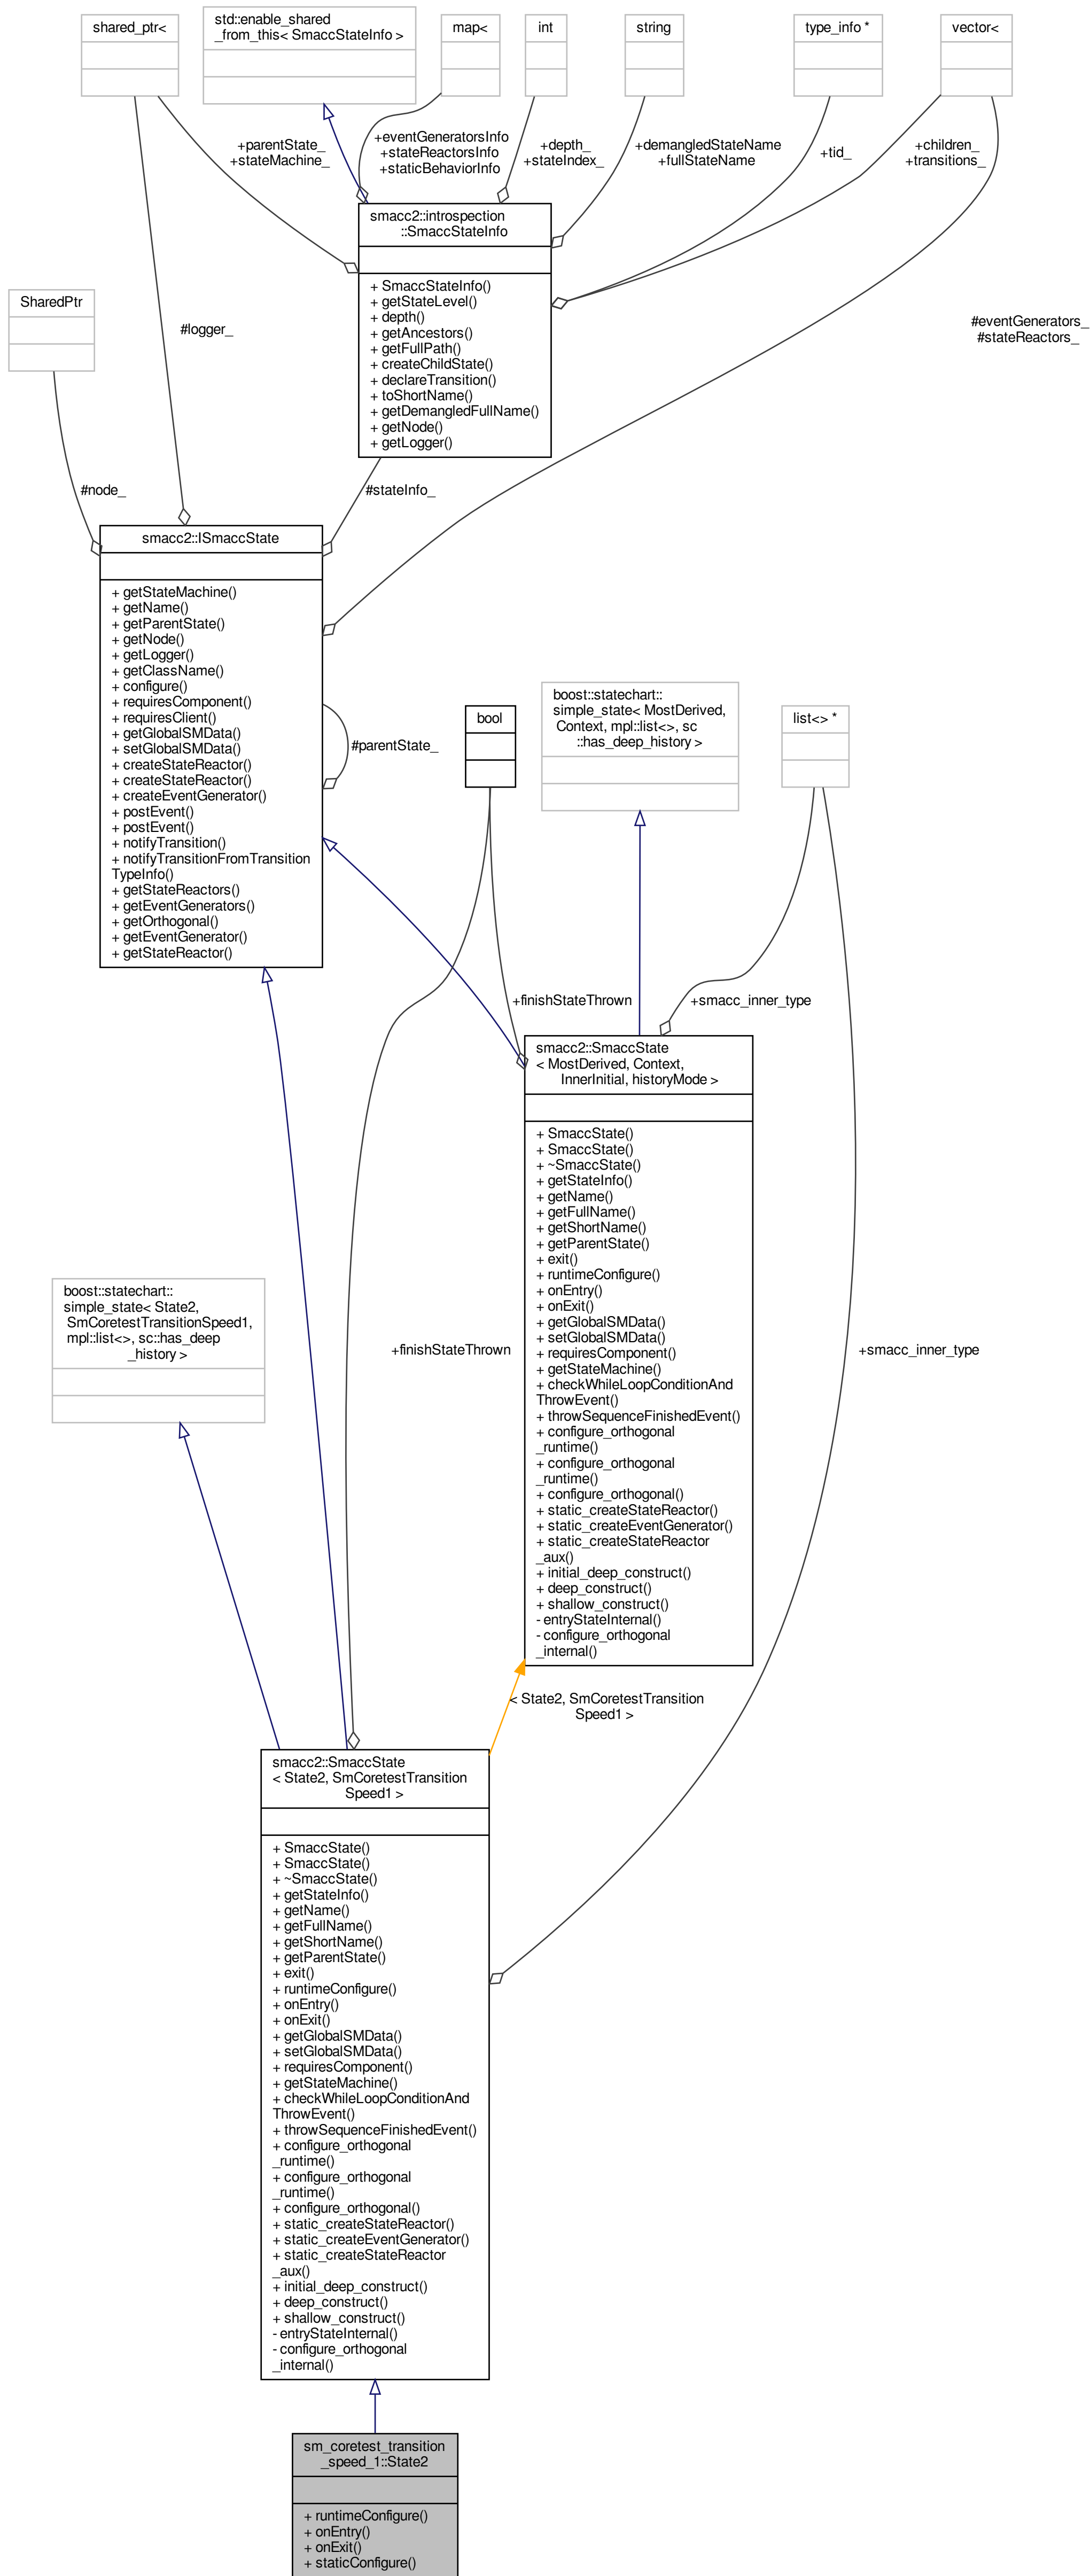 shared_ptr<
std::enable_shared
_from_this< SmaccStateInfo >
map<
int
string
type_info *
vector<
+parentState_
+stateMachine_
+eventGeneratorsInfo
+stateReactorsInfo
+staticBehaviorInfo
+depth_
+stateIndex_
+demangledStateName
+fullStateName
+tid_
+children_
+transitions_
smacc2::introspection
::SmaccStateInfo
+ SmaccStateInfo()
+ getStateLevel()
+ depth()
+ getAncestors()
+ getFullPath()
+ createChildState()
+ declareTransition()
+ toShortName()
+ getDemangledFullName()
+ getNode()
+ getLogger()
SharedPtr
#logger_
#eventGenerators_
#stateReactors_
#node_
#stateInfo_
smacc2::ISmaccState
+ getStateMachine()
+ getName()
+ getParentState()
+ getNode()
+ getLogger()
+ getClassName()
+ configure()
+ requiresComponent()
+ requiresClient()
+ getGlobalSMData()
+ setGlobalSMData()
+ createStateReactor()
+ createStateReactor()
+ createEventGenerator()
+ postEvent()
+ postEvent()
+ notifyTransition()
+ notifyTransitionFromTransition
TypeInfo()
+ getStateReactors()
+ getEventGenerators()
+ getOrthogonal()
+ getEventGenerator()
+ getStateReactor()
#parentState_
bool
boost::statechart::
simple_state< MostDerived,
Context, mpl::list<>, sc
::has_deep_history >
list<> *
+finishStateThrown
+smacc_inner_type
smacc2::SmaccState
< MostDerived, Context,
InnerInitial, historyMode >
+ SmaccState()
+ SmaccState()
+ ~SmaccState()
+ getStateInfo()
+ getName()
+ getFullName()
+ getShortName()
+ getParentState()
+ exit()
+ runtimeConfigure()
+ onEntry()
+ onExit()
+ getGlobalSMData()
+ setGlobalSMData()
+ requiresComponent()
+ getStateMachine()
+ checkWhileLoopConditionAnd
ThrowEvent()
+ throwSequenceFinishedEvent()
+ configure_orthogonal
_runtime()
+ configure_orthogonal
_runtime()
+ configure_orthogonal()
+ static_createStateReactor()
+ static_createEventGenerator()
+ static_createStateReactor
_aux()
+ initial_deep_construct()
+ deep_construct()
+ shallow_construct()
- entryStateInternal()
- configure_orthogonal
_internal()
boost::statechart::
simple_state< State2,
SmCoretestTransitionSpeed1,
mpl::list<>, sc::has_deep
_history >
+finishStateThrown
+smacc_inner_type
< State2, SmCoretestTransition
Speed1 >
smacc2::SmaccState
< State2, SmCoretestTransition
Speed1 >
+ SmaccState()
+ SmaccState()
+ ~SmaccState()
+ getStateInfo()
+ getName()
+ getFullName()
+ getShortName()
+ getParentState()
+ exit()
+ runtimeConfigure()
+ onEntry()
+ onExit()
+ getGlobalSMData()
+ setGlobalSMData()
+ requiresComponent()
+ getStateMachine()
+ checkWhileLoopConditionAnd
ThrowEvent()
+ throwSequenceFinishedEvent()
+ configure_orthogonal
_runtime()
+ configure_orthogonal
_runtime()
+ configure_orthogonal()
+ static_createStateReactor()
+ static_createEventGenerator()
+ static_createStateReactor
_aux()
+ initial_deep_construct()
+ deep_construct()
+ shallow_construct()
- entryStateInternal()
- configure_orthogonal
_internal()
sm_coretest_transition
_speed_1::State2
+ runtimeConfigure()
+ onEntry()
+ onExit()
+ staticConfigure()